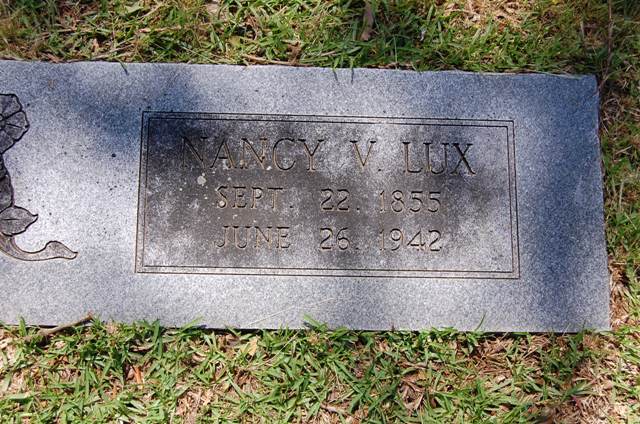 NANCY V. LUX
SEPT. 22, 1855
JUNE 26, 1942